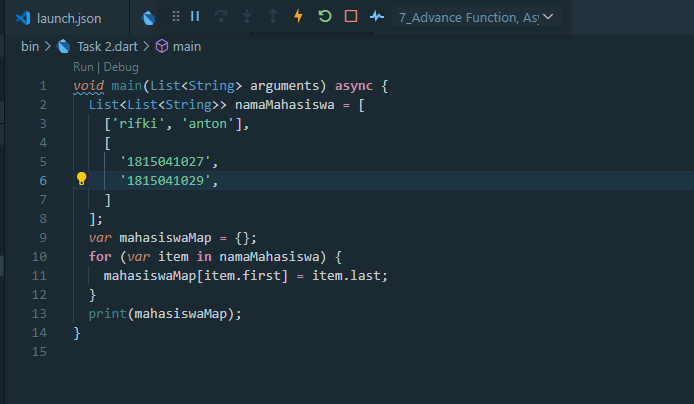 launch.json
7_Advance Function, Asy
bin > Task 2.dart > main
Run | Debug
1 void main(List<String> arguments) async {
2 List<List<String>> namaMahasiswa = [
3 ['rifki', 'anton'],
4 [
5 '1815041027',
6 '1815041029',
7 ]
8 ];
9 var mahasiswaMap = {};
10 for (var item in namaMahasiswa) {
11 mahasiswaMap[item.first] = item.last;
12 }
13 print(mahasiswaMap);
14 }
15